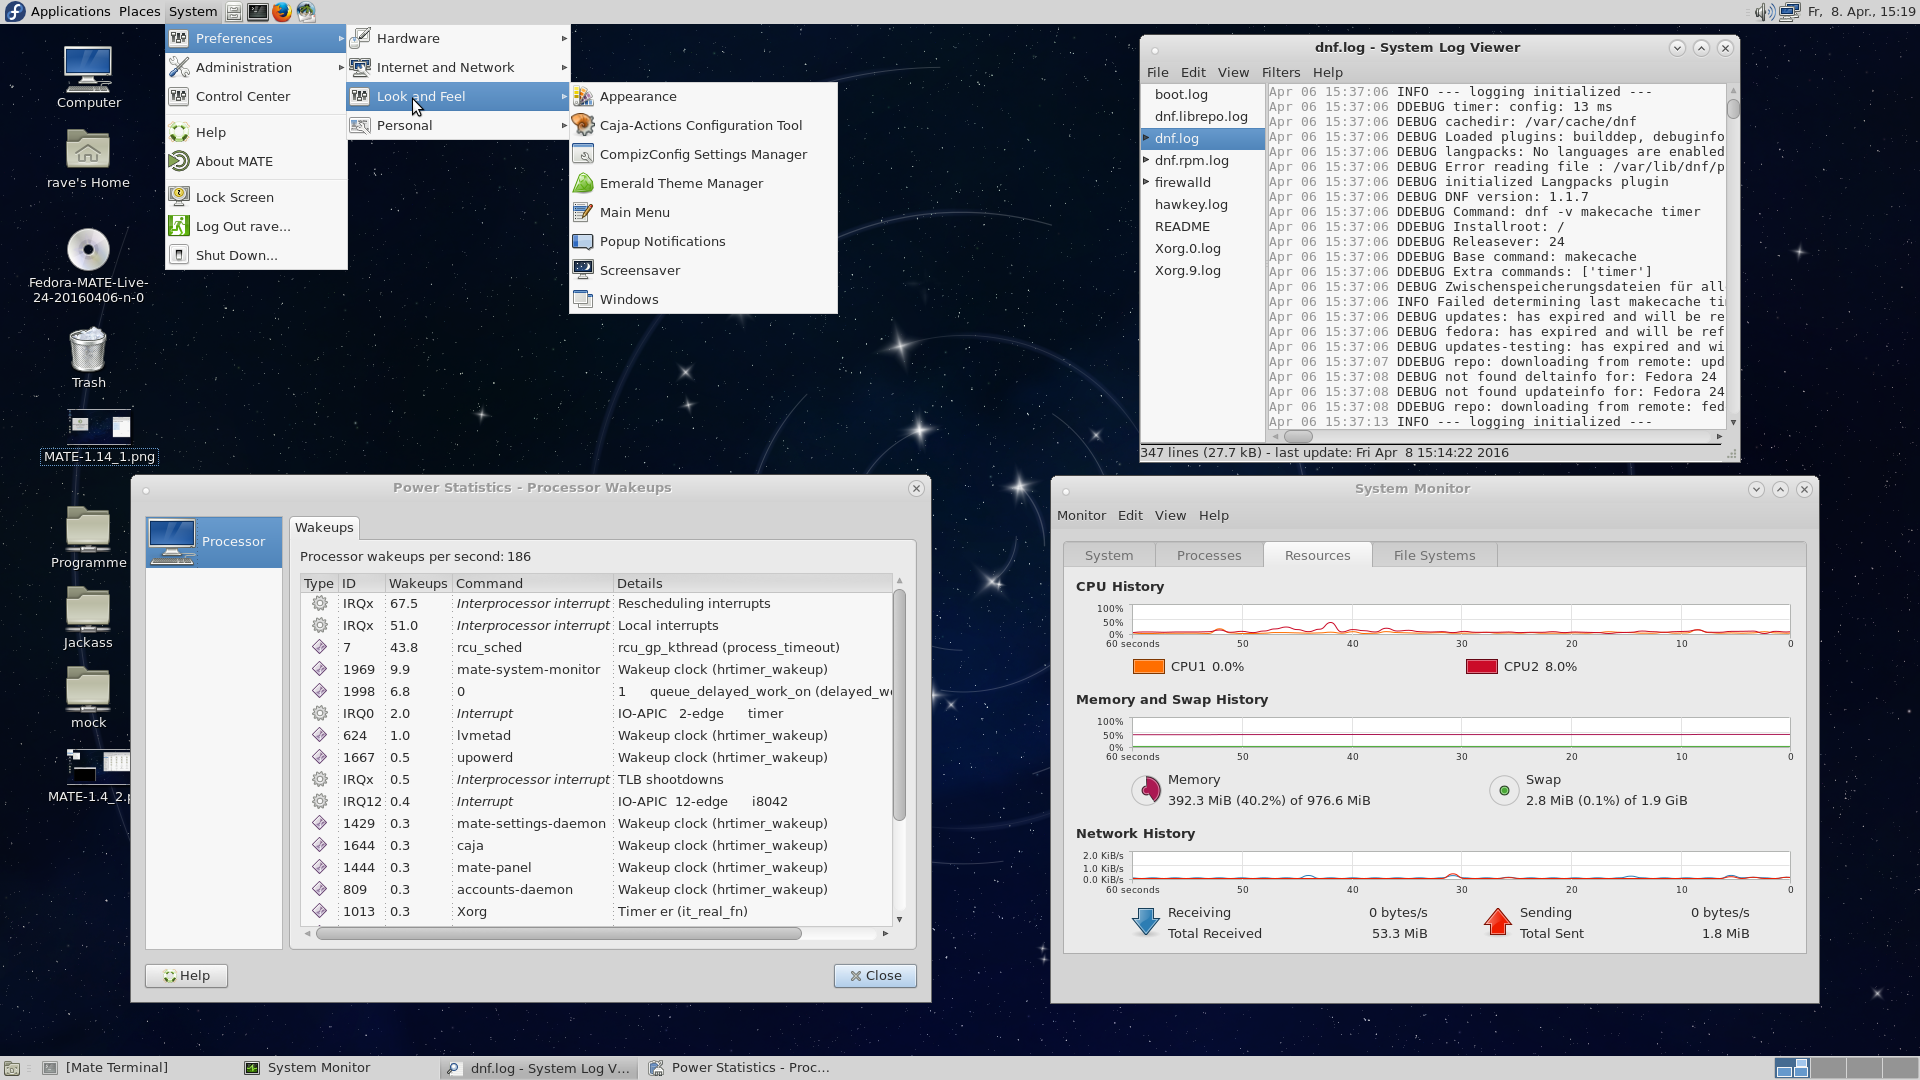 Applications Places System
Fr, 8. Apr., 15:19
Computer
rave's Home
Fedora-MATE-Live-
24-20160406-n-0
Trash
MATE-1.14_1.png
Programme
Jackass
mock
MATE-1.4_2.p
Preferences
Administration
Control Center
Help
About MATE
Lock Screen
Log Out rave...
Shut Down...
Hardware
Internet and Network
Look and Feel
Personal
Appearance
Caja-Actions Configuration Tool
CompizConfig Settings Manager
Emerald Theme Manager
Main Menu
Popup Notifications
Screensaver
Windows
dnf.log - System Log Viewer
File Edit View Filters Help
boot.log
dnf.librepo.log
dnf.log
dnf.rpm.log
firewalld
hawkey.log
README
Xorg.0.log
Xorg.9.log
Apr 06 15:37:06 INFO --- logging initialized ---
Apr 06 15:37:06 DDEBUG timer: config: 13 ms
Apr 06 15:37:06 DEBUG cachedir: /var/cache/dnf
Apr 06 15:37:06 DEBUG Loaded plugins: builddep, debuginfo
Apr 06 15:37:06 DEBUG langpacks: No languages are enabled
Apr 06 15:37:06 DEBUG Error reading file : /var/lib/dnf/p
Apr 06 15:37:06 DEBUG initialized Langpacks plugin
Apr 06 15:37:06 DEBUG DNF version: 1.1.7
Apr 06 15:37:06 DDEBUG Command: dnf -v makecache timer
Apr 06 15:37:06 DDEBUG Installroot: /
Apr 06 15:37:06 DDEBUG Releasever: 24
Apr 06 15:37:06 DDEBUG Base command: makecache
Apr 06 15:37:06 DDEBUG Extra commands: ['timer']
Apr 06 15:37:06 DEBUG Zwischenspeicherungsdateien für all
Apr 06 15:37:06 INFO Failed determining last makecache ti
Apr 06 15:37:06 DEBUG updates: has expired and will be re
Apr 06 15:37:06 DEBUG fedora: has expired and will be ref
Apr 06 15:37:06 DEBUG updates-testing: has expired and wi
Apr 06 15:37:07 DDEBUG repo: downloading from remote: upd
Apr 06 15:37:08 DEBUG not found deltainfo for: Fedora 24
Apr 06 15:37:08 DEBUG not found updateinfo for: Fedora 24
Apr 06 15:37:08 DDEBUG repo: downloading from remote: fed
Apr 06 15:37:13 INFO --- logging initialized ---
347 lines (27.7 kB) - last update: Fri Apr 8 15:14:22 2016
Power Statistics - Processor Wakeups
Processor
Wakeups
Processor wakeups per second: 186
Type ID Wakeups Command Details
IRQx 67.5 Interprocessor interrupt Rescheduling interrupts
IRQx 51.0 Interprocessor interrupt Local interrupts
7 43.8 rcu_sched rcu_gp_kthread (process_timeout)
1969 9.9 mate-system-monitor Wakeup clock (hrtimer_wakeup)
1998 6.8 0 1 queue_delayed_work_on (delayed_w
IRQ0 2.0 Interrupt IO-APIC 2-edge timer
624 1.0 lvmetad Wakeup clock (hrtimer_wakeup)
1667 0.5 upowerd Wakeup clock (hrtimer_wakeup)
IRQx 0.5 Interprocessor interrupt TLB shootdowns
IRQ12 0.4 Interrupt IO-APIC 12-edge i8042
1429 0.3 mate-settings-daemon Wakeup clock (hrtimer_wakeup)
1644 0.3 caja Wakeup clock (hrtimer_wakeup)
1444 0.3 mate-panel Wakeup clock (hrtimer_wakeup)
809 0.3 accounts-daemon Wakeup clock (hrtimer_wakeup)
1013 0.3 Xorg Timer er (it_real_fn)
Help
Close
System Monitor
Monitor Edit View Help
System Processes Resources File Systems
CPU History
100%
50%
0%
60 seconds 50 40 30 20 10 0
CPU1 0.0% CPU2 8.0%
Memory and Swap History
100%
50%
0%
60 seconds 50 40 30 20 10 0
Memory Swap
392.3 MiB (40.2%) of 976.6 MiB 2.8 MiB (0.1%) of 1.9 GiB
Network History
2.0 KiB/s
1.0 KiB/s
0.0 KiB/s
60 seconds 50 40 30 20 10 0
Receiving 0 bytes/s Sending 0 bytes/s
Total Received 53.3 MiB Total Sent 1.8 MiB
[Mate Terminal] System Monitor dnf.log - System Log V... Power Statistics - Proc...